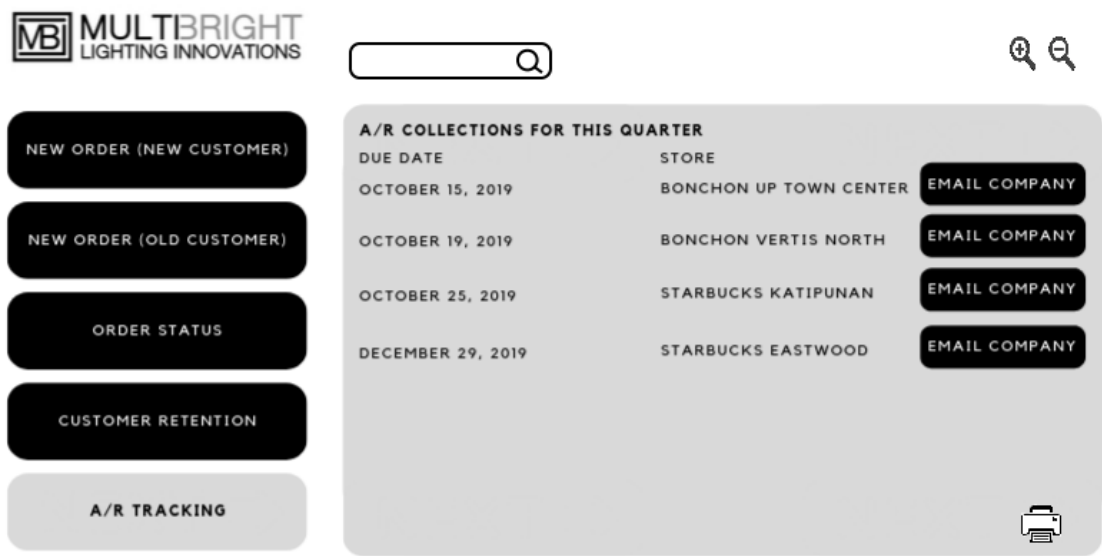 MBI MULTIBRIGHT
LIGHTING INNOVATIONS
NEW ORDER (NEW CUSTOMER)
NEW ORDER (OLD CUSTOMER)
ORDER STATUS
CUSTOMER RETENTION
A/R TRACKING
A/R COLLECTIONS FOR THIS QUARTER
DUE DATE STORE
OCTOBER 15, 2019 BONCHON UP TOWN CENTER EMAIL COMPANY
OCTOBER 19, 2019 BONCHON VERTIS NORTH EMAIL COMPANY
OCTOBER 25, 2019 STARBUCKS KATIPUNAN EMAIL COMPANY
DECEMBER 29, 2019 STARBUCKS EASTWOOD EMAIL COMPANY